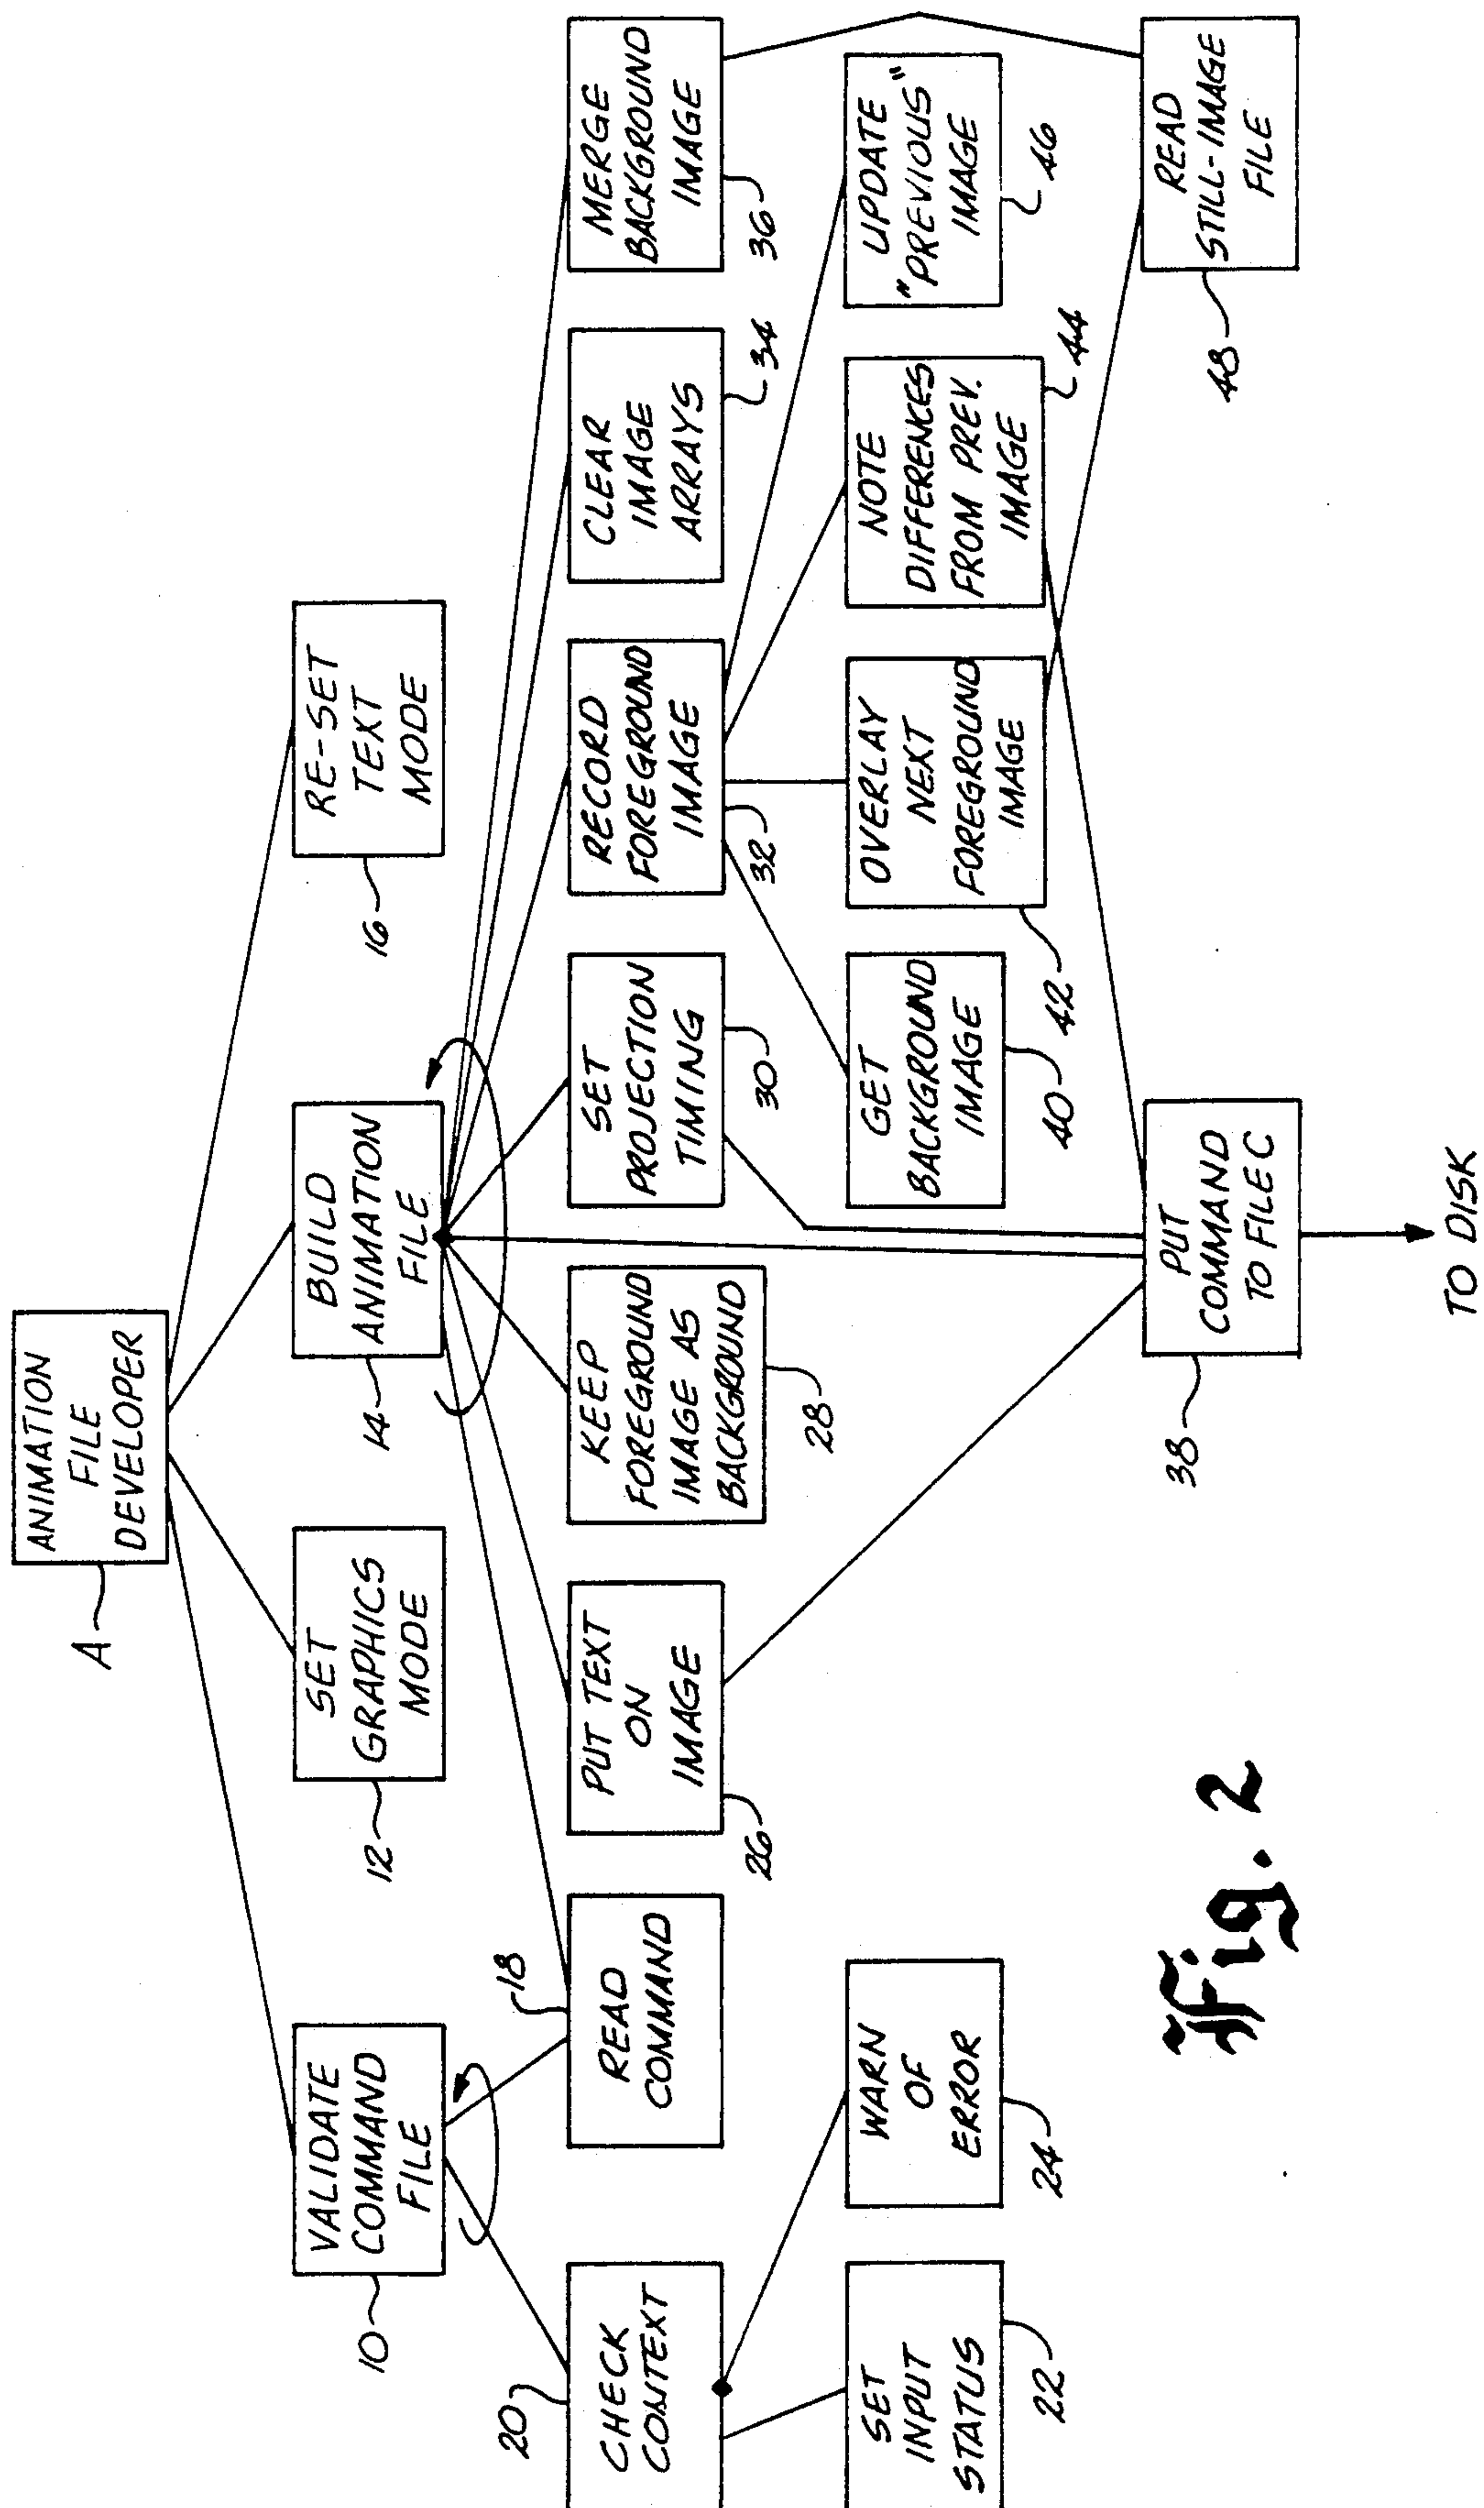 ANIMATION
FILE
DEVELOPER
A
VALIDATE
COMMAND
FILE
10
SET
GRAPHICS
MODE
12
BUILD
ANIMATION
FILE
14
RE-SET
TEXT
MODE
16
CHECK
CONTEXT
20
READ
COMMAND
18
PUT TEXT
ON
IMAGE
26
KEEP
FOREGROUND
IMAGE AS
BACKGROUND
28
SET
PROJECTION
TIMING
30
RECORD
FOREGROUND
IMAGE
32
CLEAR
IMAGE
ARRAYS
34
MERGE
BACKGROUND
IMAGE
36
SET
INPUT
STATUS
22
WARN
OF
ERROR
24
GET
BACKGROUND
IMAGE
40
OVERLAY
NEXT
FOREGROUND
IMAGE
42
NOTE
DIFFERENCES
FROM PREV.
IMAGE
44
UPDATE
"PREVIOUS"
IMAGE
46
PUT
COMMAND
TO FILE C
38
READ
STILL-IMAGE
FILE
48
TO DISK
Fig. 2